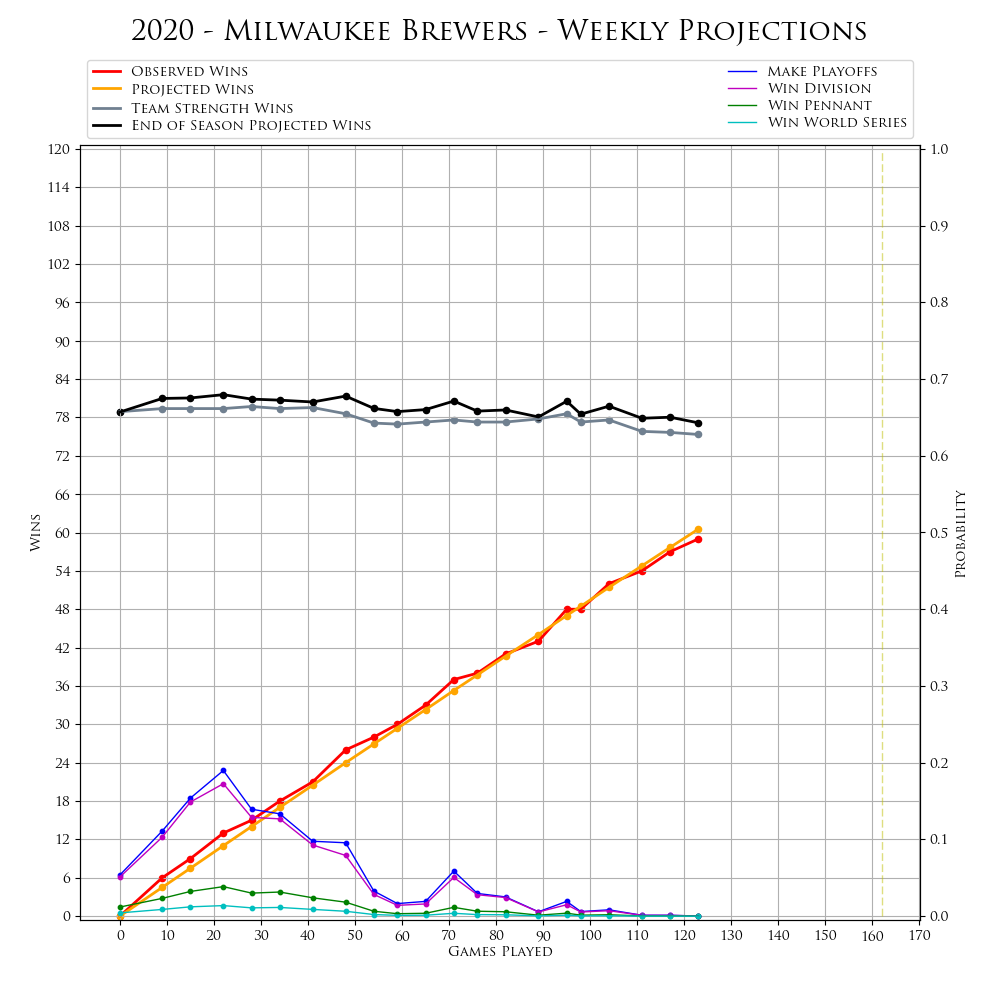 2020 - Milwaukee Brewers - Weekly Projections
Observed Wins
Projected Wins
Team Strength Wins
End of Season Projected Wins
Make Playoffs
Win Division
Win Pennant
Win World Series
120
114
108
102
96
90
84
78
72
66
60
54
48
42
36
30
24
18
12
6
0
Wins
1.0
0.9
0.8
0.7
0.6
0.5
0.4
0.3
0.2
0.1
0.0
Probability
0 10 20 30 40 50 60 70 80 90 100 110 120 130 140 150 160 170
Games Played